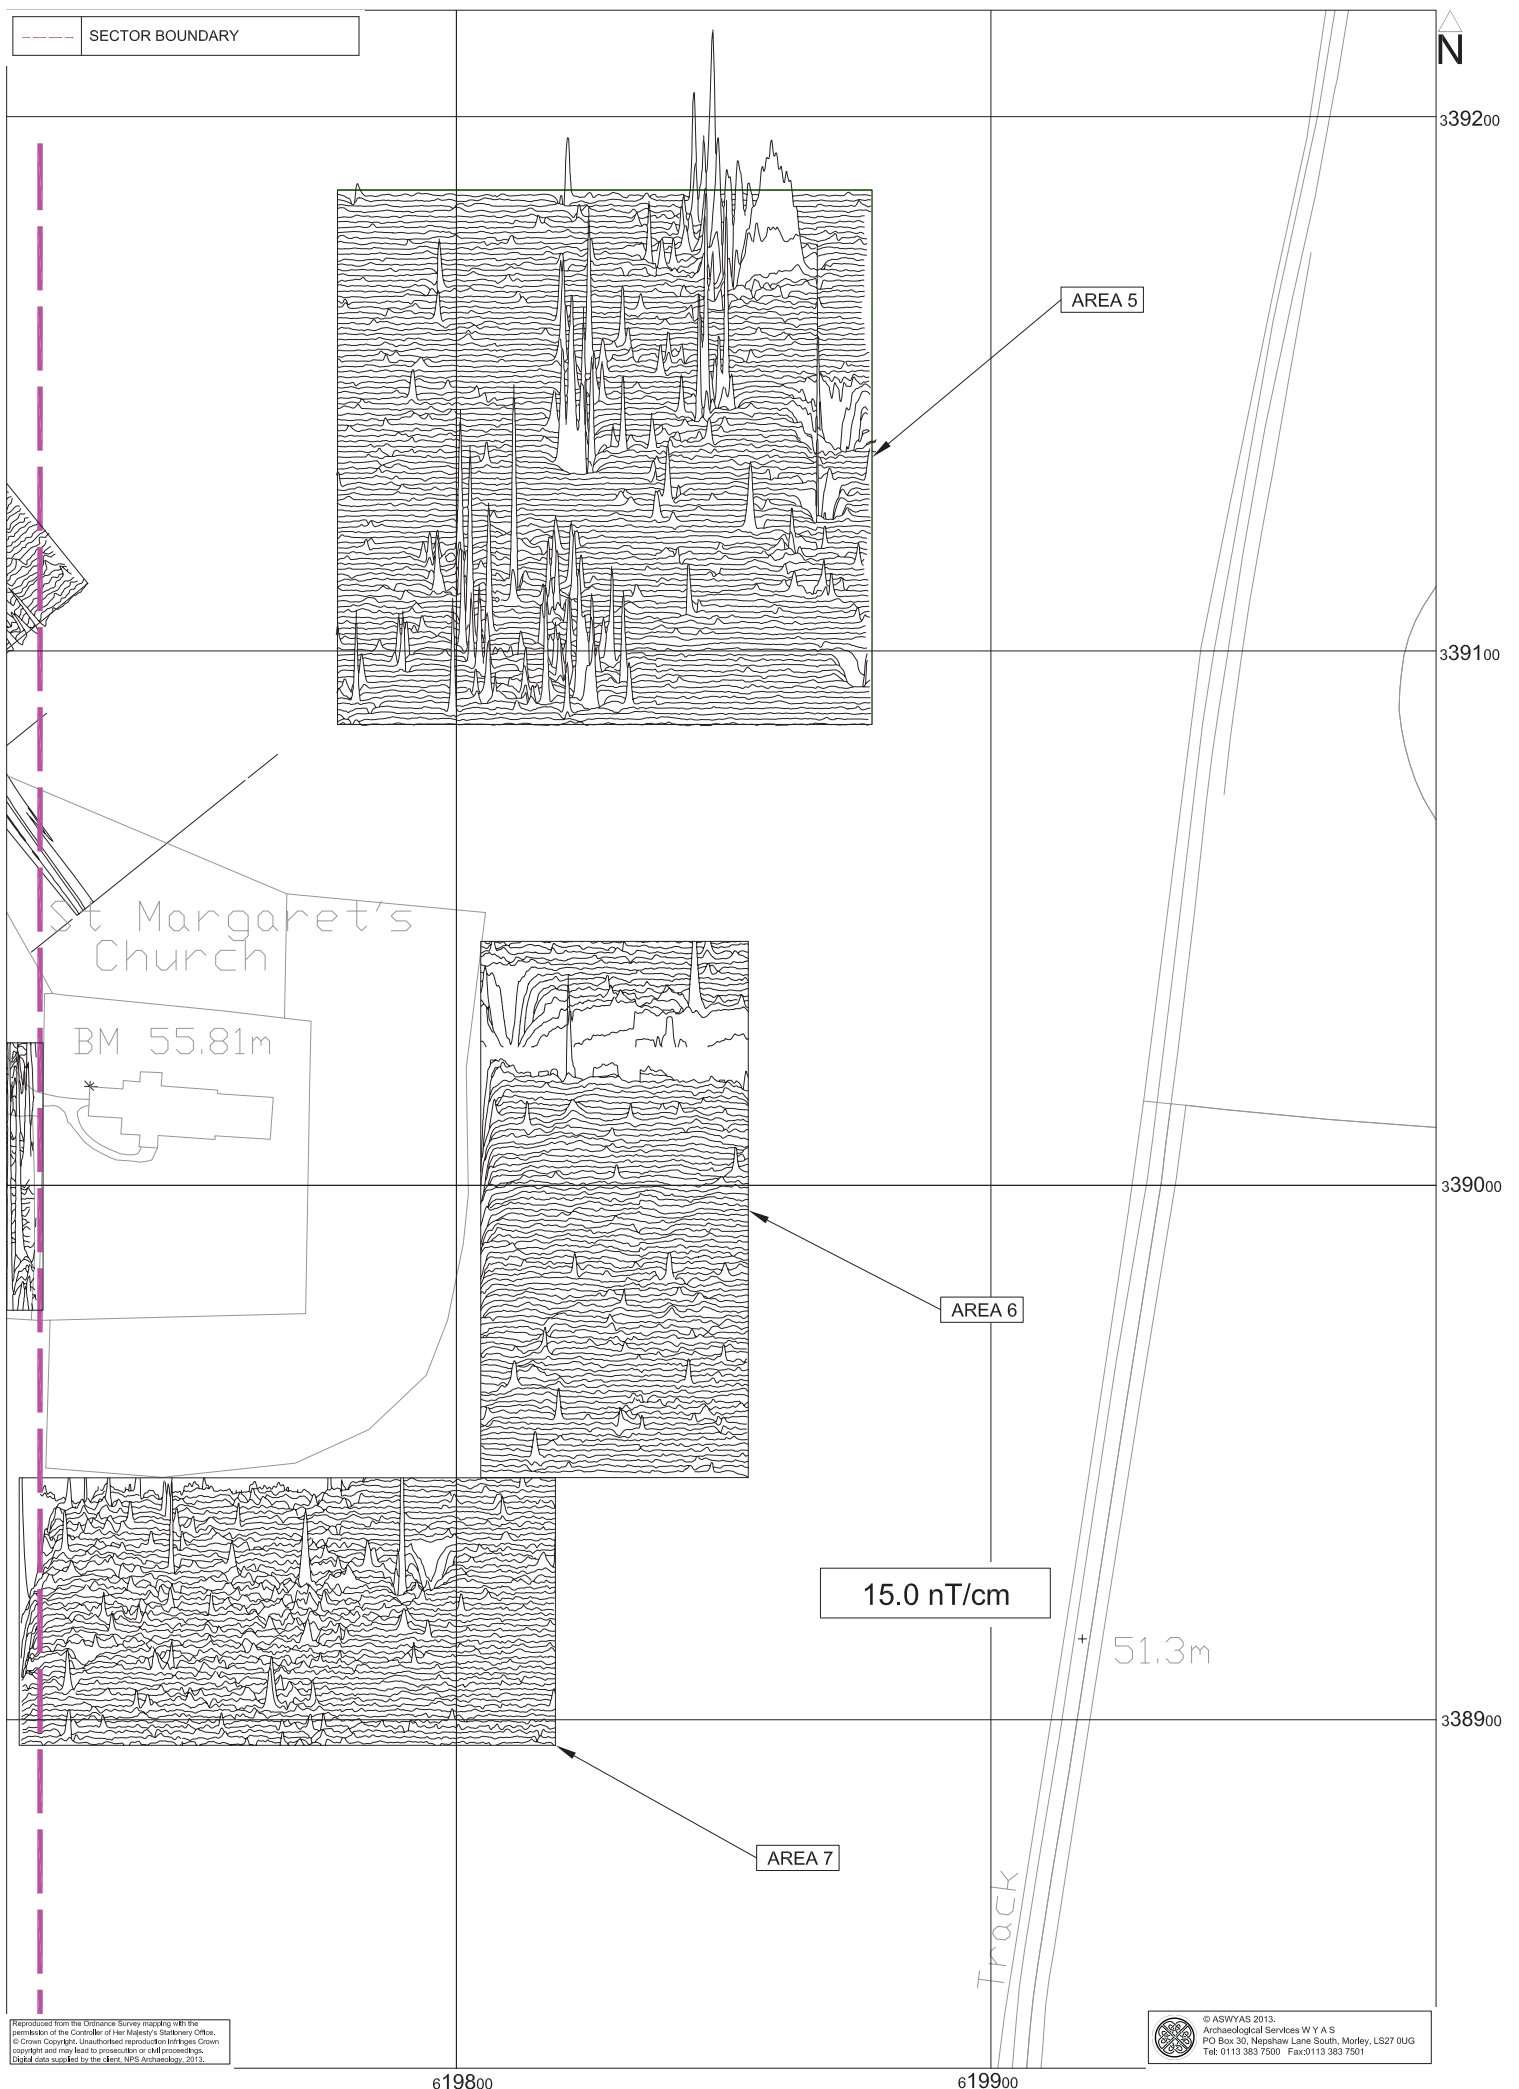 SECTOR BOUNDARY
N
339200
AREA 5
339100
St Margaret's
Church
BM 55.81m
339000
AREA 6
15.0 nT/cm
51.3m
338900
AREA 7
Track
Reproduced from the Ordnance Survey mapping with the
permission of the Controller of Her Majesty's Stationery Office.
© Crown Copyright. Unauthorised reproduction infringes Crown
copyright and may lead to prosecution or civil proceedings.
Digital data supplied by the client, NPS Archaeology, 2013.
© ASWYAS 2013.
Archaeological Services W Y A S
PO Box 30, Nepshaw Lane South, Morley, LS27 0UG
Tel: 0113 383 7500 Fax:0113 383 7501
619800
619900